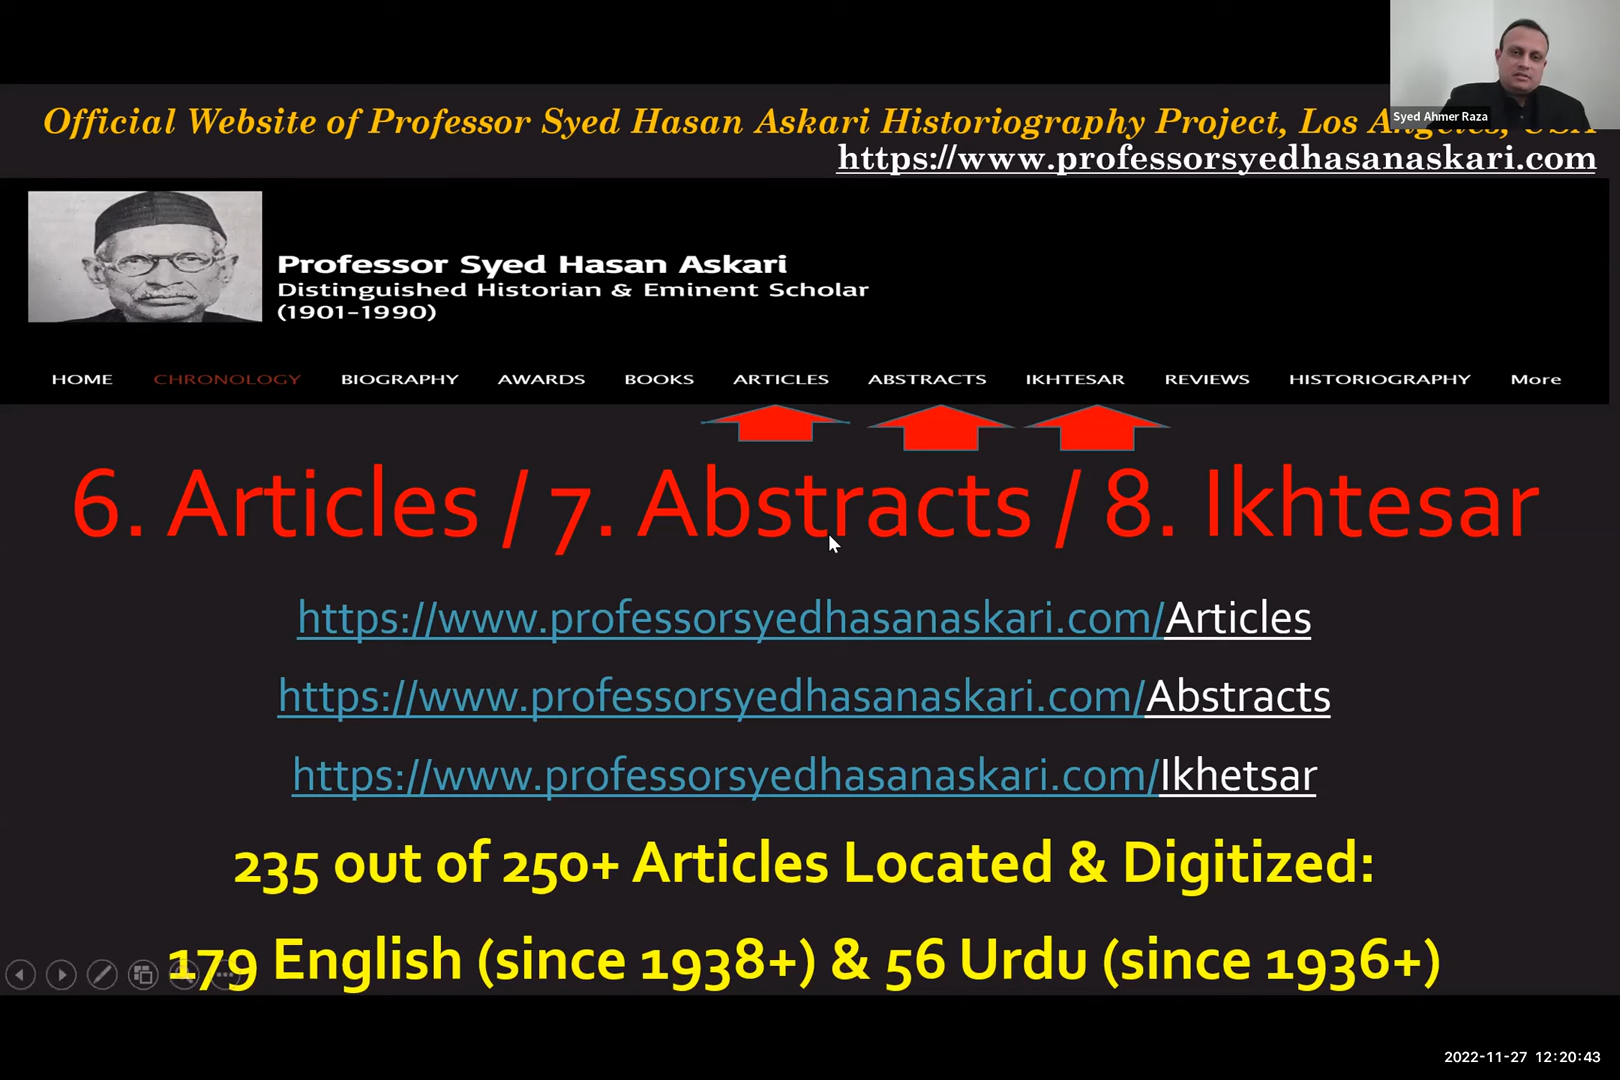 Official Website of Professor Syed Hasan Askari Historiography Project, Los Angeles, USA
https://www.professorsyedhasanaskari.com
Syed Ahmer Raza
Professor Syed Hasan Askari
Distinguished Historian & Eminent Scholar
(1901-1990)
HOME CHRONOLOGY BIOGRAPHY AWARDS BOOKS ARTICLES ABSTRACTS IKHTESAR REVIEWS HISTORIOGRAPHY More
6. Articles / 7. Abstracts / 8. Ikhtesar
https://www.professorsyedhasanaskari.com/Articles
https://www.professorsyedhasanaskari.com/Abstracts
https://www.professorsyedhasanaskari.com/Ikhetsar
235 out of 250+ Articles Located & Digitized:
179 English (since 1938+) & 56 Urdu (since 1936+)
2022-11-27 12:20:43